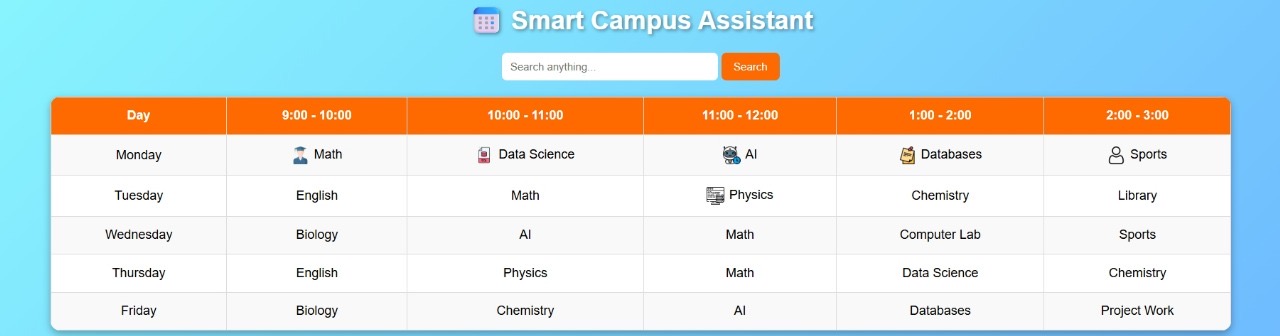 Smart Campus Assistant
Search anything... Search
Day 9:00 - 10:00 10:00 - 11:00 11:00 - 12:00 1:00 - 2:00 2:00 - 3:00
Monday Math Data Science AI Databases Sports
Tuesday English Math Physics Chemistry Library
Wednesday Biology AI Math Computer Lab Sports
Thursday English Physics Math Data Science Chemistry
Friday Biology Chemistry AI Databases Project Work